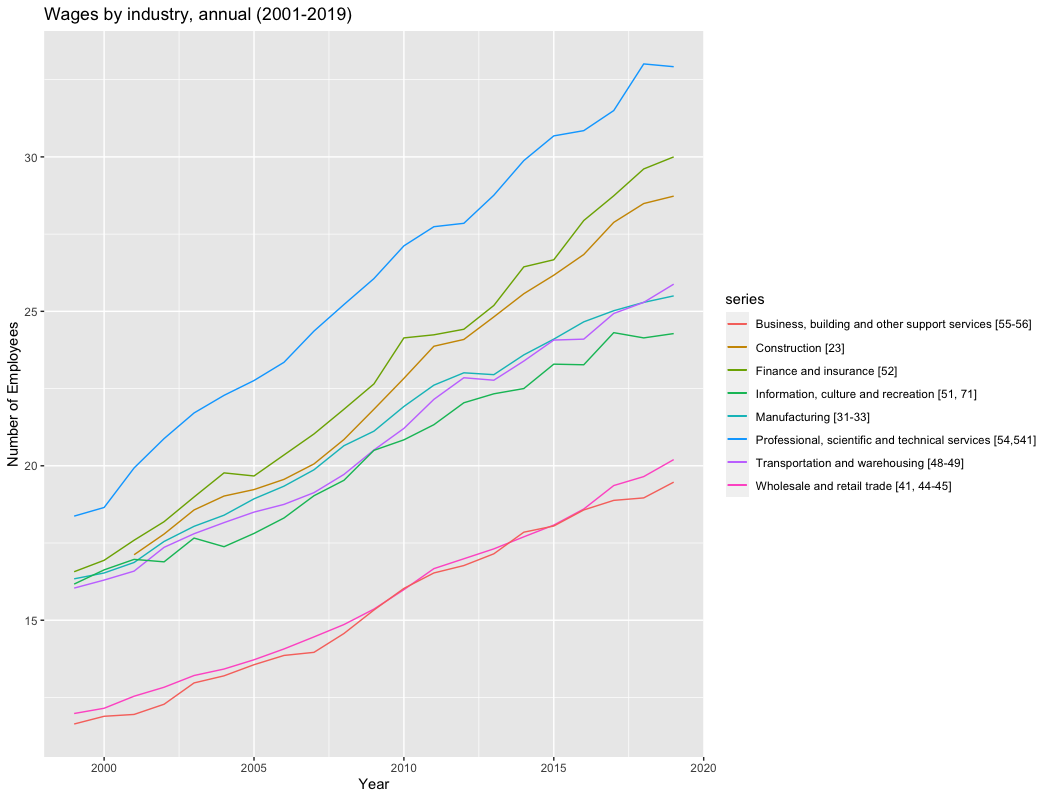 Wages by industry, annual (2001-2019)
Number of Employees
30
25
20
15
2000
2005
2010
2015
2020
Year
series
Business, building and other support services [55-56]
Construction [23]
Finance and insurance [52]
Information, culture and recreation [51, 71]
Manufacturing [31-33]
Professional, scientific and technical services [54,541]
Transportation and warehousing [48-49]
Wholesale and retail trade [41, 44-45]